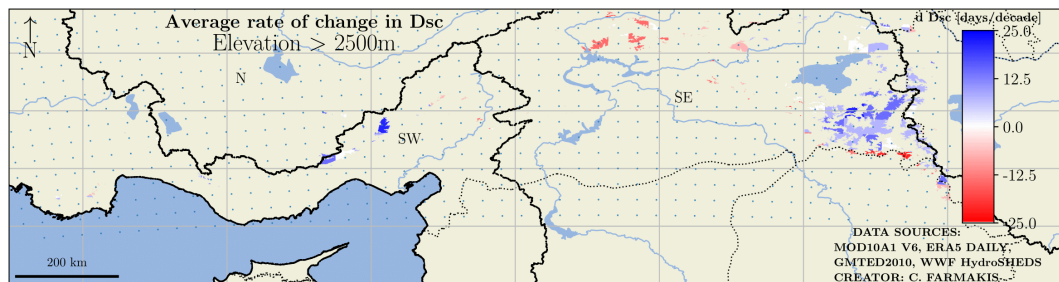 Average rate of change in Dsc
Elevation > 2500m
d Dsc [days/decade]
N
N
SW
SE
25.0
12.5
0.0
-12.5
-25.0
200 km
DATA SOURCES:
MOD10A1 V6, ERA5 DAILY,
GMTED2010, WWF HydroSHEDS
CREATOR: C. FARMAKIS